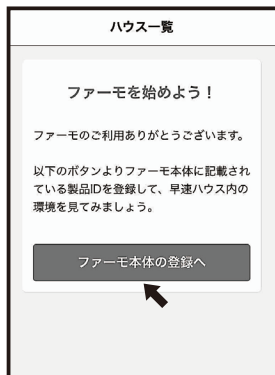 ハウス一覧
ファーモを始めよう！
ファーモのご利用ありがとうございます。
以下のボタンよりファーモ本体に記載され
ている製品IDを登録して、早速ハウス内の
環境を見てみましょう。
ファーモ本体の登録へ